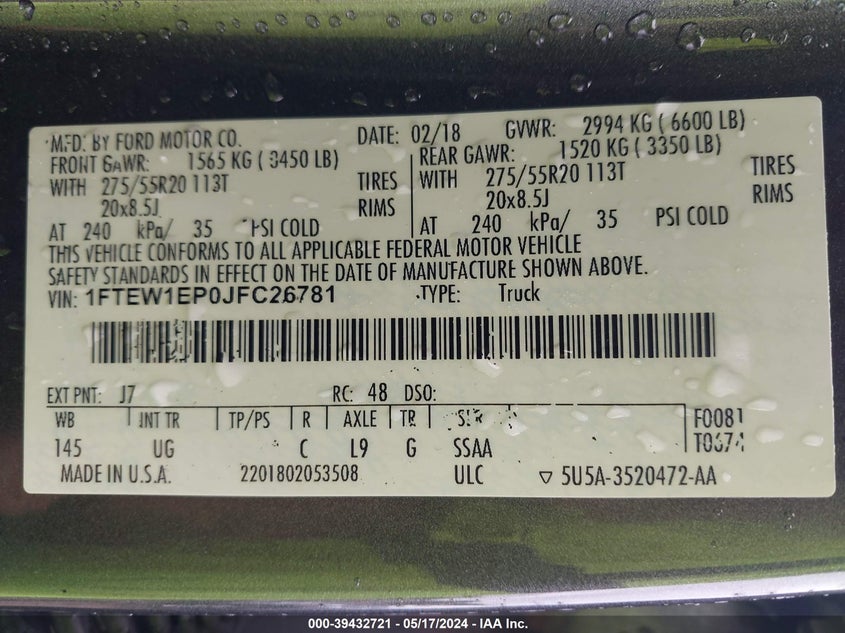 MFD. BY FORD MOTOR CO. DATE: 02/18 GVWR: 2994 KG ( 6600 LB)
FRONT GAWR: 1565 KG ( 3450 LB) REAR GAWR: 1520 KG ( 3350 LB)
WITH 275/55R20 113T TIRES WITH 275/55R20 113T TIRES
20x8.5J RIMS 20x8.5J RIMS
AT 240 kPa/ 35 PSI COLD AT 240 kPa/ 35 PSI COLD
THIS VEHICLE CONFORMS TO ALL APPLICABLE FEDERAL MOTOR VEHICLE
SAFETY STANDARDS IN EFFECT ON THE DATE OF MANUFACTURE SHOWN ABOVE.
VIN: 1FTEW1EP0JFC26781 TYPE: Truck
EXT PNT: J7 RC: 48 DSO:
WB INT TR TP/PS R AXLE TR F0081
145 UG C L9 G SSAA
MADE IN U.S.A. 2201802053508 ULC 5U5A-3520472-AA
000-39432721 - 05/17/2024 - IAAI.COM